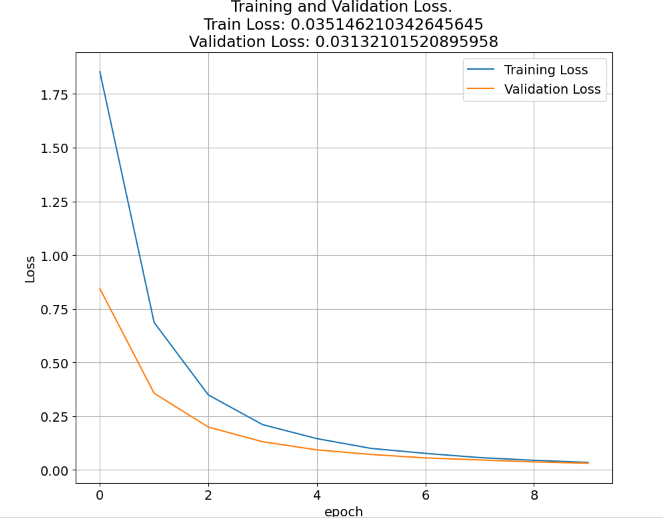 Training and Validation Loss.
Train Loss: 0.035146210342645645
Validation Loss: 0.03132101520895958
Training Loss
Validation Loss
1.75
1.50
1.25
1.00
0.75
0.50
0.25
0.00
Loss
0 2 4 6 8
epoch